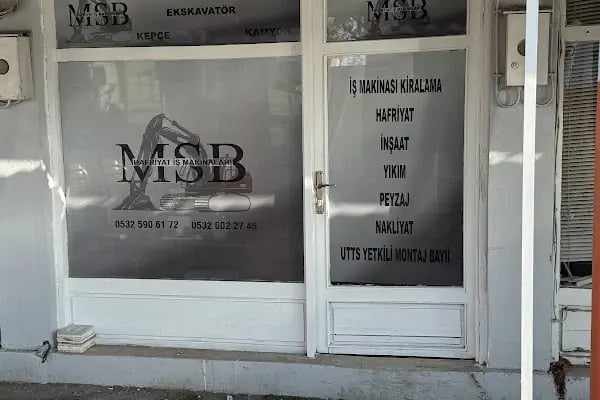 MSB
EKSKAVATÖR
KEPÇE
KAMYON
MSB
MSB
HAFRİYAT İŞ MAKİNALARI
0532 590 61 72 0532 602 27 46
İŞ MAKİNASI KİRALAMA
HAFRİYAT
İNŞAAT
YIKIM
PEYZAJ
NAKLİYAT
UTTS YETKİLİ MONTAJ BAYİİ